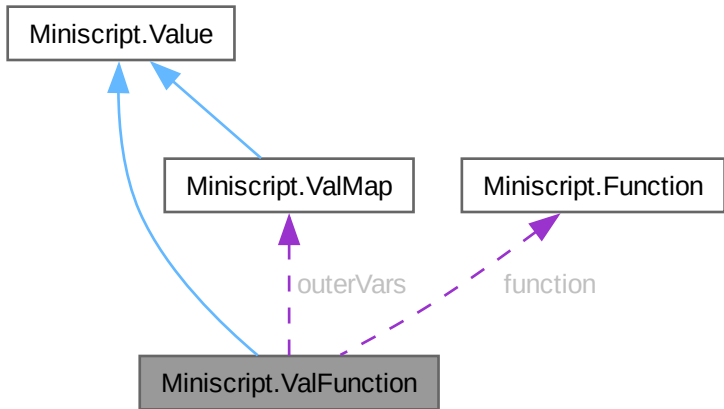 Miniscript.Value
Miniscript.ValMap
Miniscript.Function
outerVars
function
Miniscript.ValFunction